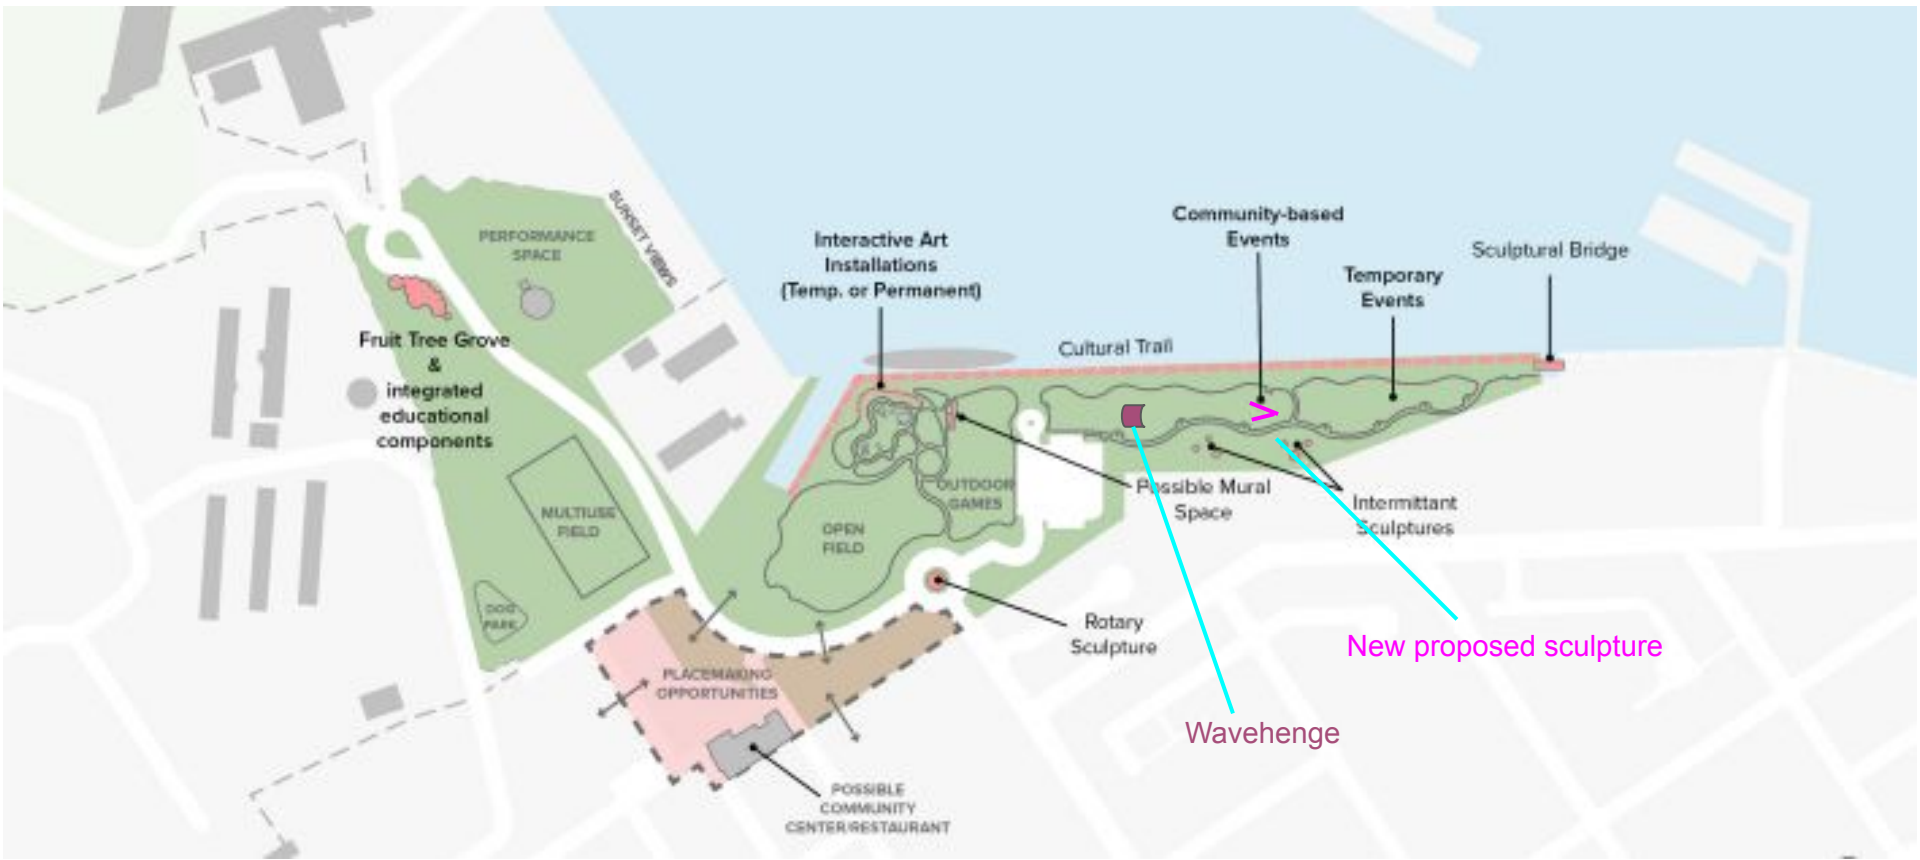 SUNSET VIEWS
PERFORMANCE
SPACE
Interactive Art
Installations
(Temp. or Permanent)
Community-based
Events
Sculptural Bridge
Temporary
Events
Fruit Tree Grove
&
integrated
educational
components
Cultural Trail
OUTDOOR
GAMES
Possible Mural
Space
Intermittant
Sculptures
MULTIUSE
FIELD
OPEN
FIELD
DOG
PARK
Rotary
Sculpture
New proposed sculpture
PLACEMAKING
OPPORTUNITIES
Wavehenge
POSSIBLE
COMMUNITY
CENTER/RESTAURANT